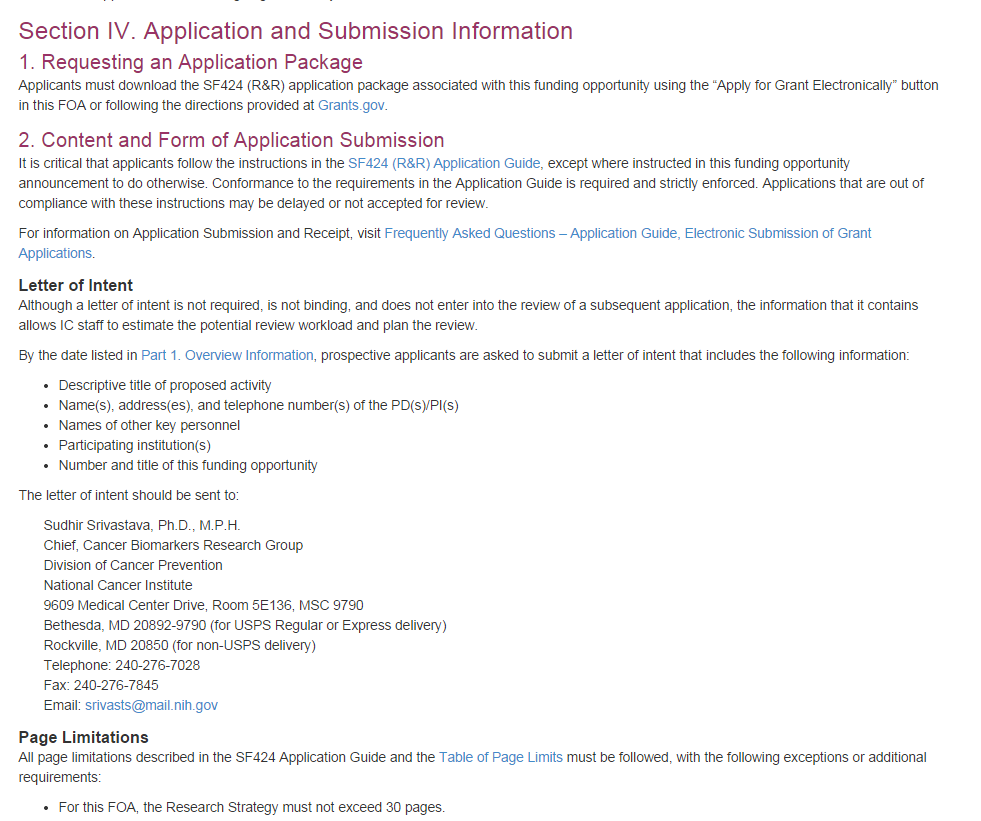 Section IV. Application and Submission Information
1. Requesting an Application Package
Applicants must download the SF424 (R&R) application package associated with this funding opportunity using the “Apply for Grant Electronically” button
in this FOA or following the directions provided at Grants.gov.
2. Content and Form of Application Submission
It is critical that applicants follow the instructions in the SF424 (R&R) Application Guide, except where instructed in this funding opportunity
announcement to do otherwise. Conformance to the requirements in the Application Guide is required and strictly enforced. Applications that are out of
compliance with these instructions may be delayed or not accepted for review.
For information on Application Submission and Receipt, visit Frequently Asked Questions – Application Guide, Electronic Submission of Grant
Applications.
Letter of Intent
Although a letter of intent is not required, is not binding, and does not enter into the review of a subsequent application, the information that it contains
allows IC staff to estimate the potential review workload and plan the review.
By the date listed in Part 1. Overview Information, prospective applicants are asked to submit a letter of intent that includes the following information:
• Descriptive title of proposed activity
• Name(s), address(es), and telephone number(s) of the PD(s)/PI(s)
• Names of other key personnel
• Participating institution(s)
• Number and title of this funding opportunity
The letter of intent should be sent to:
Sudhir Srivastava, Ph.D., M.P.H.
Chief, Cancer Biomarkers Research Group
Division of Cancer Prevention
National Cancer Institute
9609 Medical Center Drive, Room 5E136, MSC 9790
Bethesda, MD 20892-9790 (for USPS Regular or Express delivery)
Rockville, MD 20850 (for non-USPS delivery)
Telephone: 240-276-7028
Fax: 240-276-7845
Email: srivasts@mail.nih.gov
Page Limitations
All page limitations described in the SF424 Application Guide and the Table of Page Limits must be followed, with the following exceptions or additional
requirements:
• For this FOA, the Research Strategy must not exceed 30 pages.